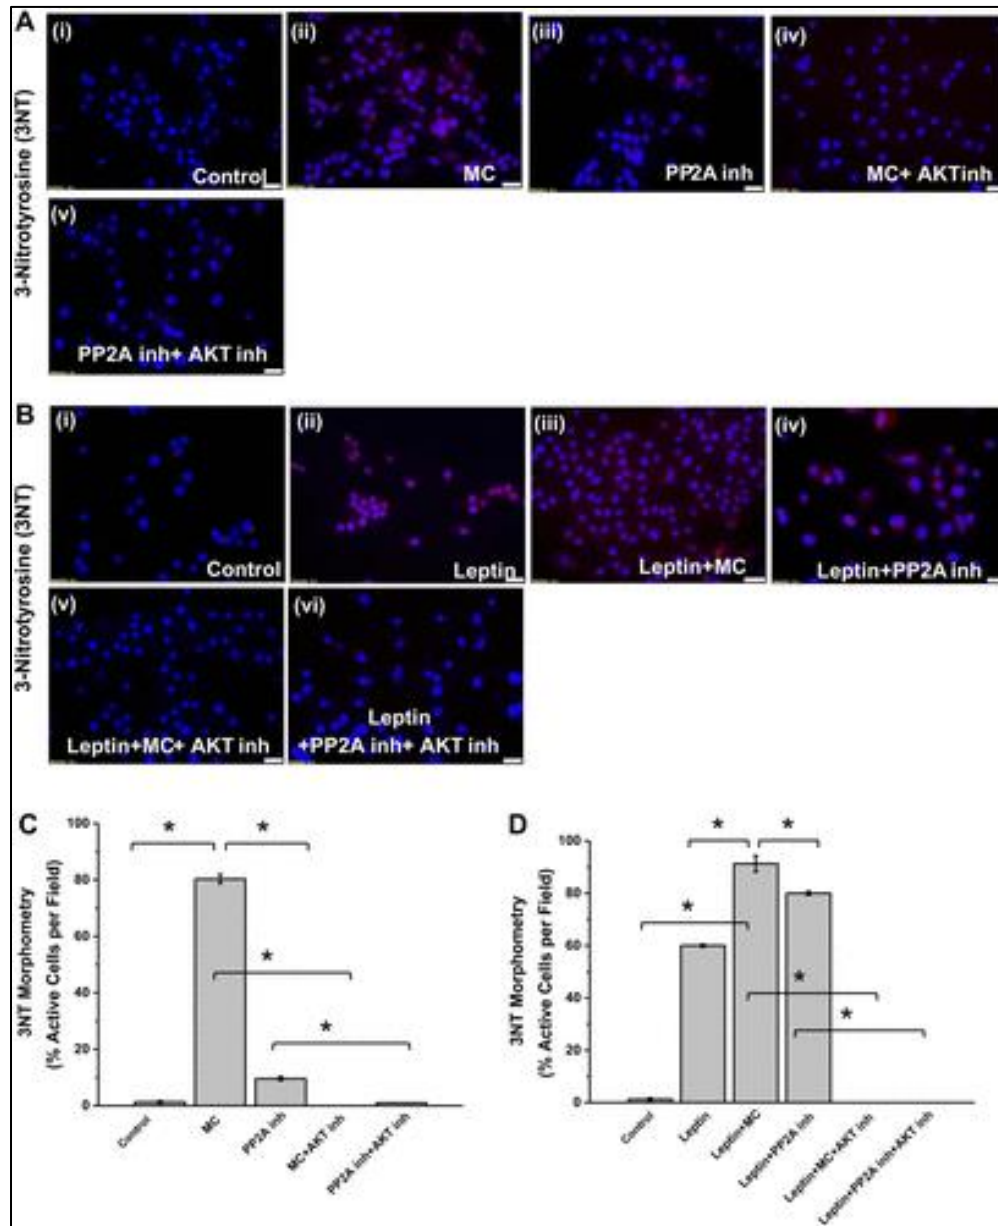 A
3-Nitrotyrosine (3NT)
(i)
Control
(ii)
MC
(iii)
PP2A inh
(iv)
MC+ AKTinh
(v)
PP2A inh+ AKT inh
B
3-Nitrotyrosine (3NT)
(i)
Control
(ii)
Leptin
(iii)
Leptin+MC
(iv)
Leptin+PP2A inh
(v)
Leptin+MC+ AKT inh
(vi)
Leptin
+PP2A inh+ AKT inh
C
3NT Morphometry
(% Active Cells per Field)
100
80
60
40
20
0
*
*
*
*
Control
MC
PP2A inh
MC+AKT inh
PP2A inh+AKT inh
D
3NT Morphometry
(% Active Cells per Field)
100
80
60
40
20
0
*
*
*
*
*
Control
Leptin
Leptin+MC
Leptin+PP2A inh
Leptin+MC+AKT inh
Leptin+PP2A inh+AKT inh